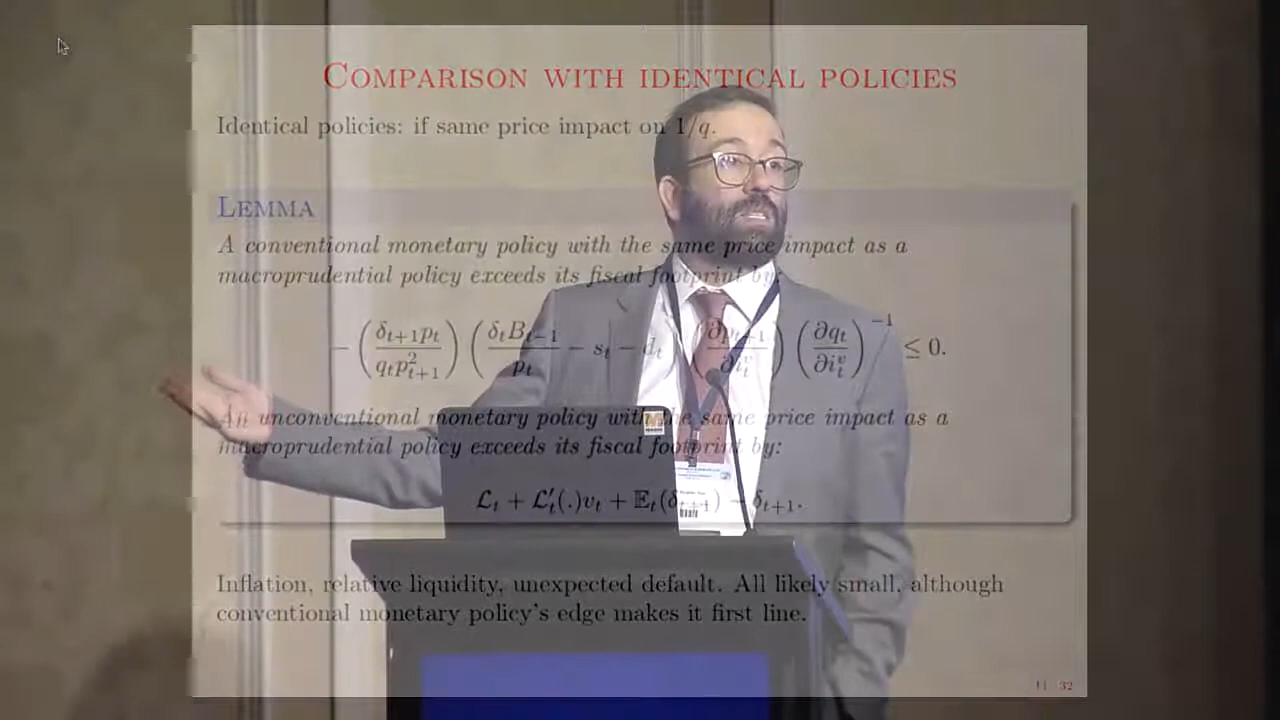 COMPARISON WITH IDENTICAL POLICIES
Identical policies: if same price impact on 1/q.
LEMMA
A conventional monetary policy with the same price impact as a
macroprudential policy exceeds its fiscal footprint by:
− (δ_{t+1}p_t / q_t p²_{t+1}) (δ_t B_{t−1} / p_t − s_t − d_t) (∂p_{t+1} / ∂i^v_t) (∂q_t / ∂i^v_t)^{−1} ≤ 0.
An unconventional monetary policy with the same price impact as a
macroprudential policy exceeds its fiscal footprint by:
ℒ_t + ℒ′_t(.)v_t + 𝔼_t(δ_{t+1}) − δ_{t+1}.
Inflation, relative liquidity, unexpected default. All likely small, although
conventional monetary policy's edge makes it first line.
11 32